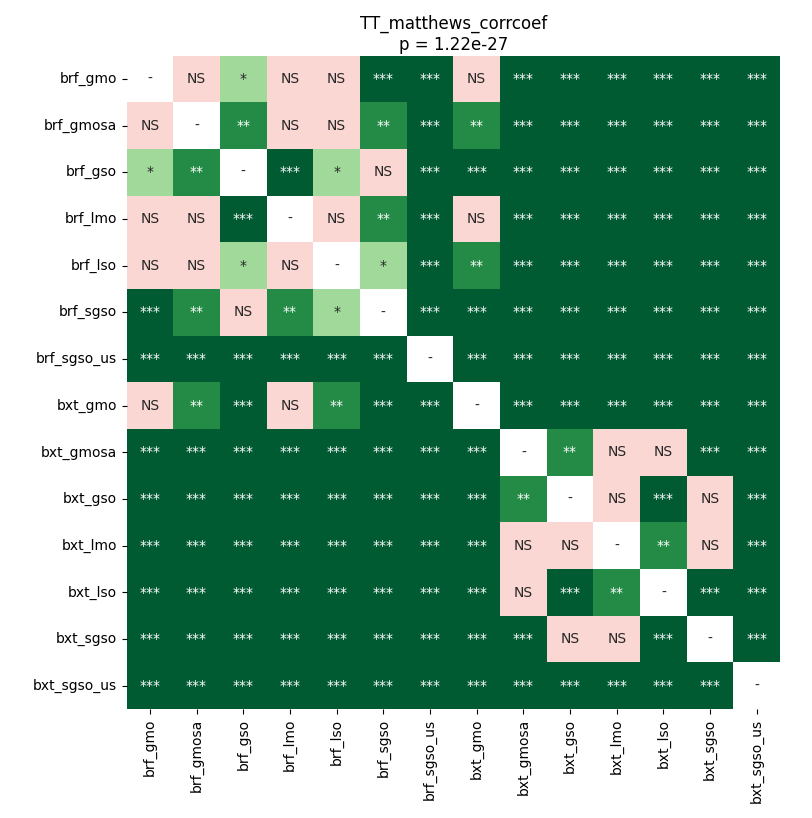 TT_matthews_corrcoef
p = 1.22e-27
brf_gmo - NS * NS NS *** *** NS *** *** *** *** *** ***
brf_gmosa NS - ** NS NS ** *** ** *** *** *** *** *** ***
brf_gso * ** - *** * NS *** *** *** *** *** *** *** ***
brf_lmo NS NS *** - NS ** *** NS *** *** *** *** *** ***
brf_lso NS NS * NS - * *** ** *** *** *** *** *** ***
brf_sgso *** ** NS ** * - *** *** *** *** *** *** *** ***
brf_sgso_us *** *** *** *** *** *** - *** *** *** *** *** *** ***
bxt_gmo NS ** *** NS ** *** *** - *** *** *** *** *** ***
bxt_gmosa *** *** *** *** *** *** *** *** - ** NS NS *** ***
bxt_gso *** *** *** *** *** *** *** *** ** - NS *** NS ***
bxt_lmo *** *** *** *** *** *** *** *** NS NS - ** NS ***
bxt_lso *** *** *** *** *** *** *** *** NS *** ** - *** ***
bxt_sgso *** *** *** *** *** *** *** *** *** NS NS *** - ***
bxt_sgso_us *** *** *** *** *** *** *** *** *** *** *** *** *** -
brf_gmo
brf_gmosa
brf_gso
brf_lmo
brf_lso
brf_sgso
brf_sgso_us
bxt_gmo
bxt_gmosa
bxt_gso
bxt_lmo
bxt_lso
bxt_sgso
bxt_sgso_us